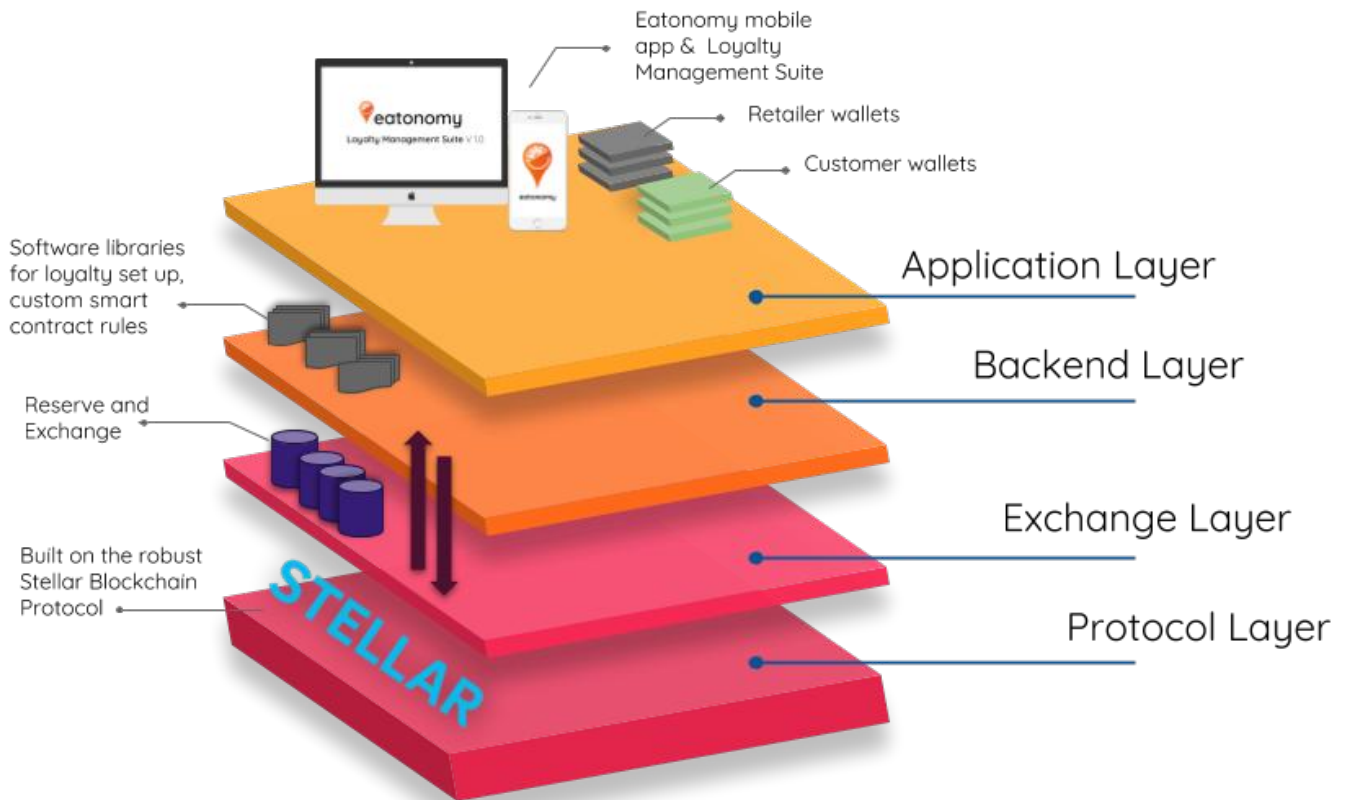 Eatonomy mobile
app & Loyalty
Management Suite
eatonomy
Loyalty Management Suite V 1.0
eatonomy
Retailer wallets
Customer wallets
Software libraries
for loyalty set up,
custom smart
contract rules
Application Layer
Backend Layer
Reserve and
Exchange
Exchange Layer
Built on the robust
Stellar Blockchain
Protocol
STELLAR
Protocol Layer